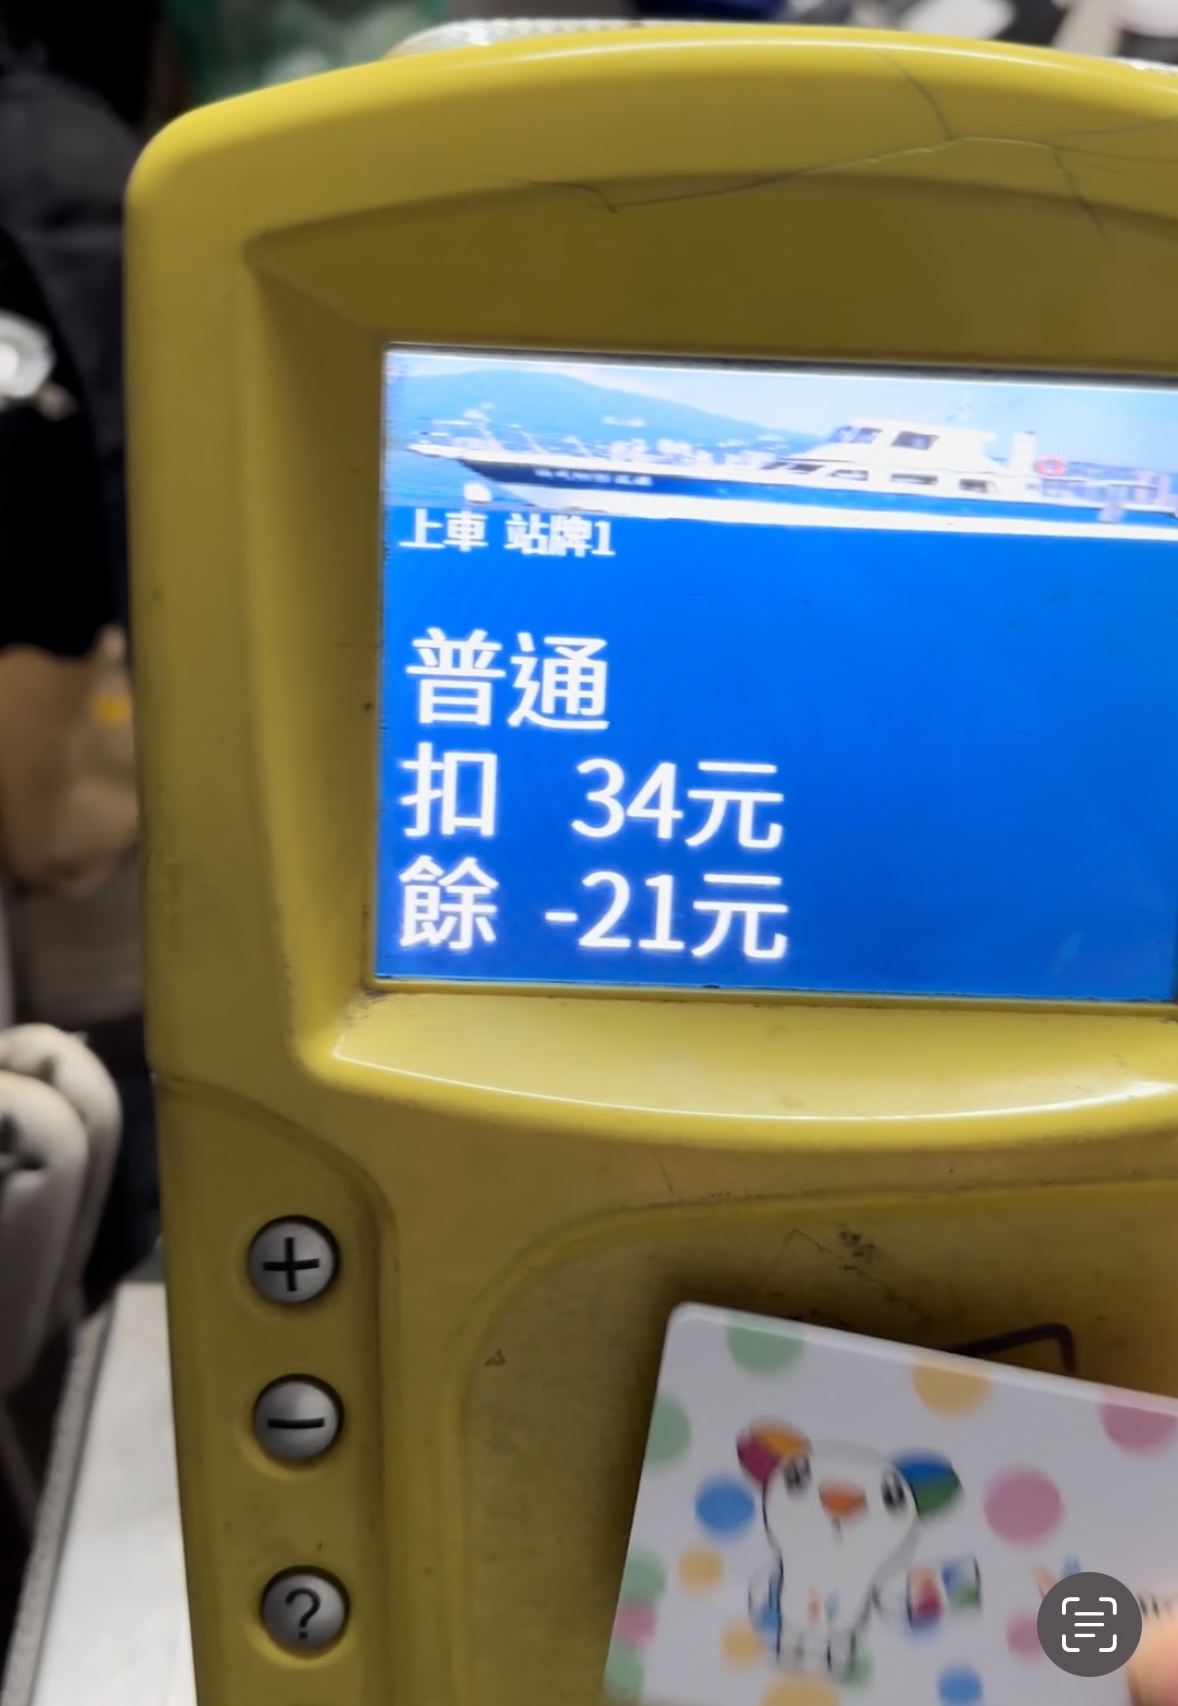 上車 站牌1
普通
扣 34元
餘 -21元
+
−
?